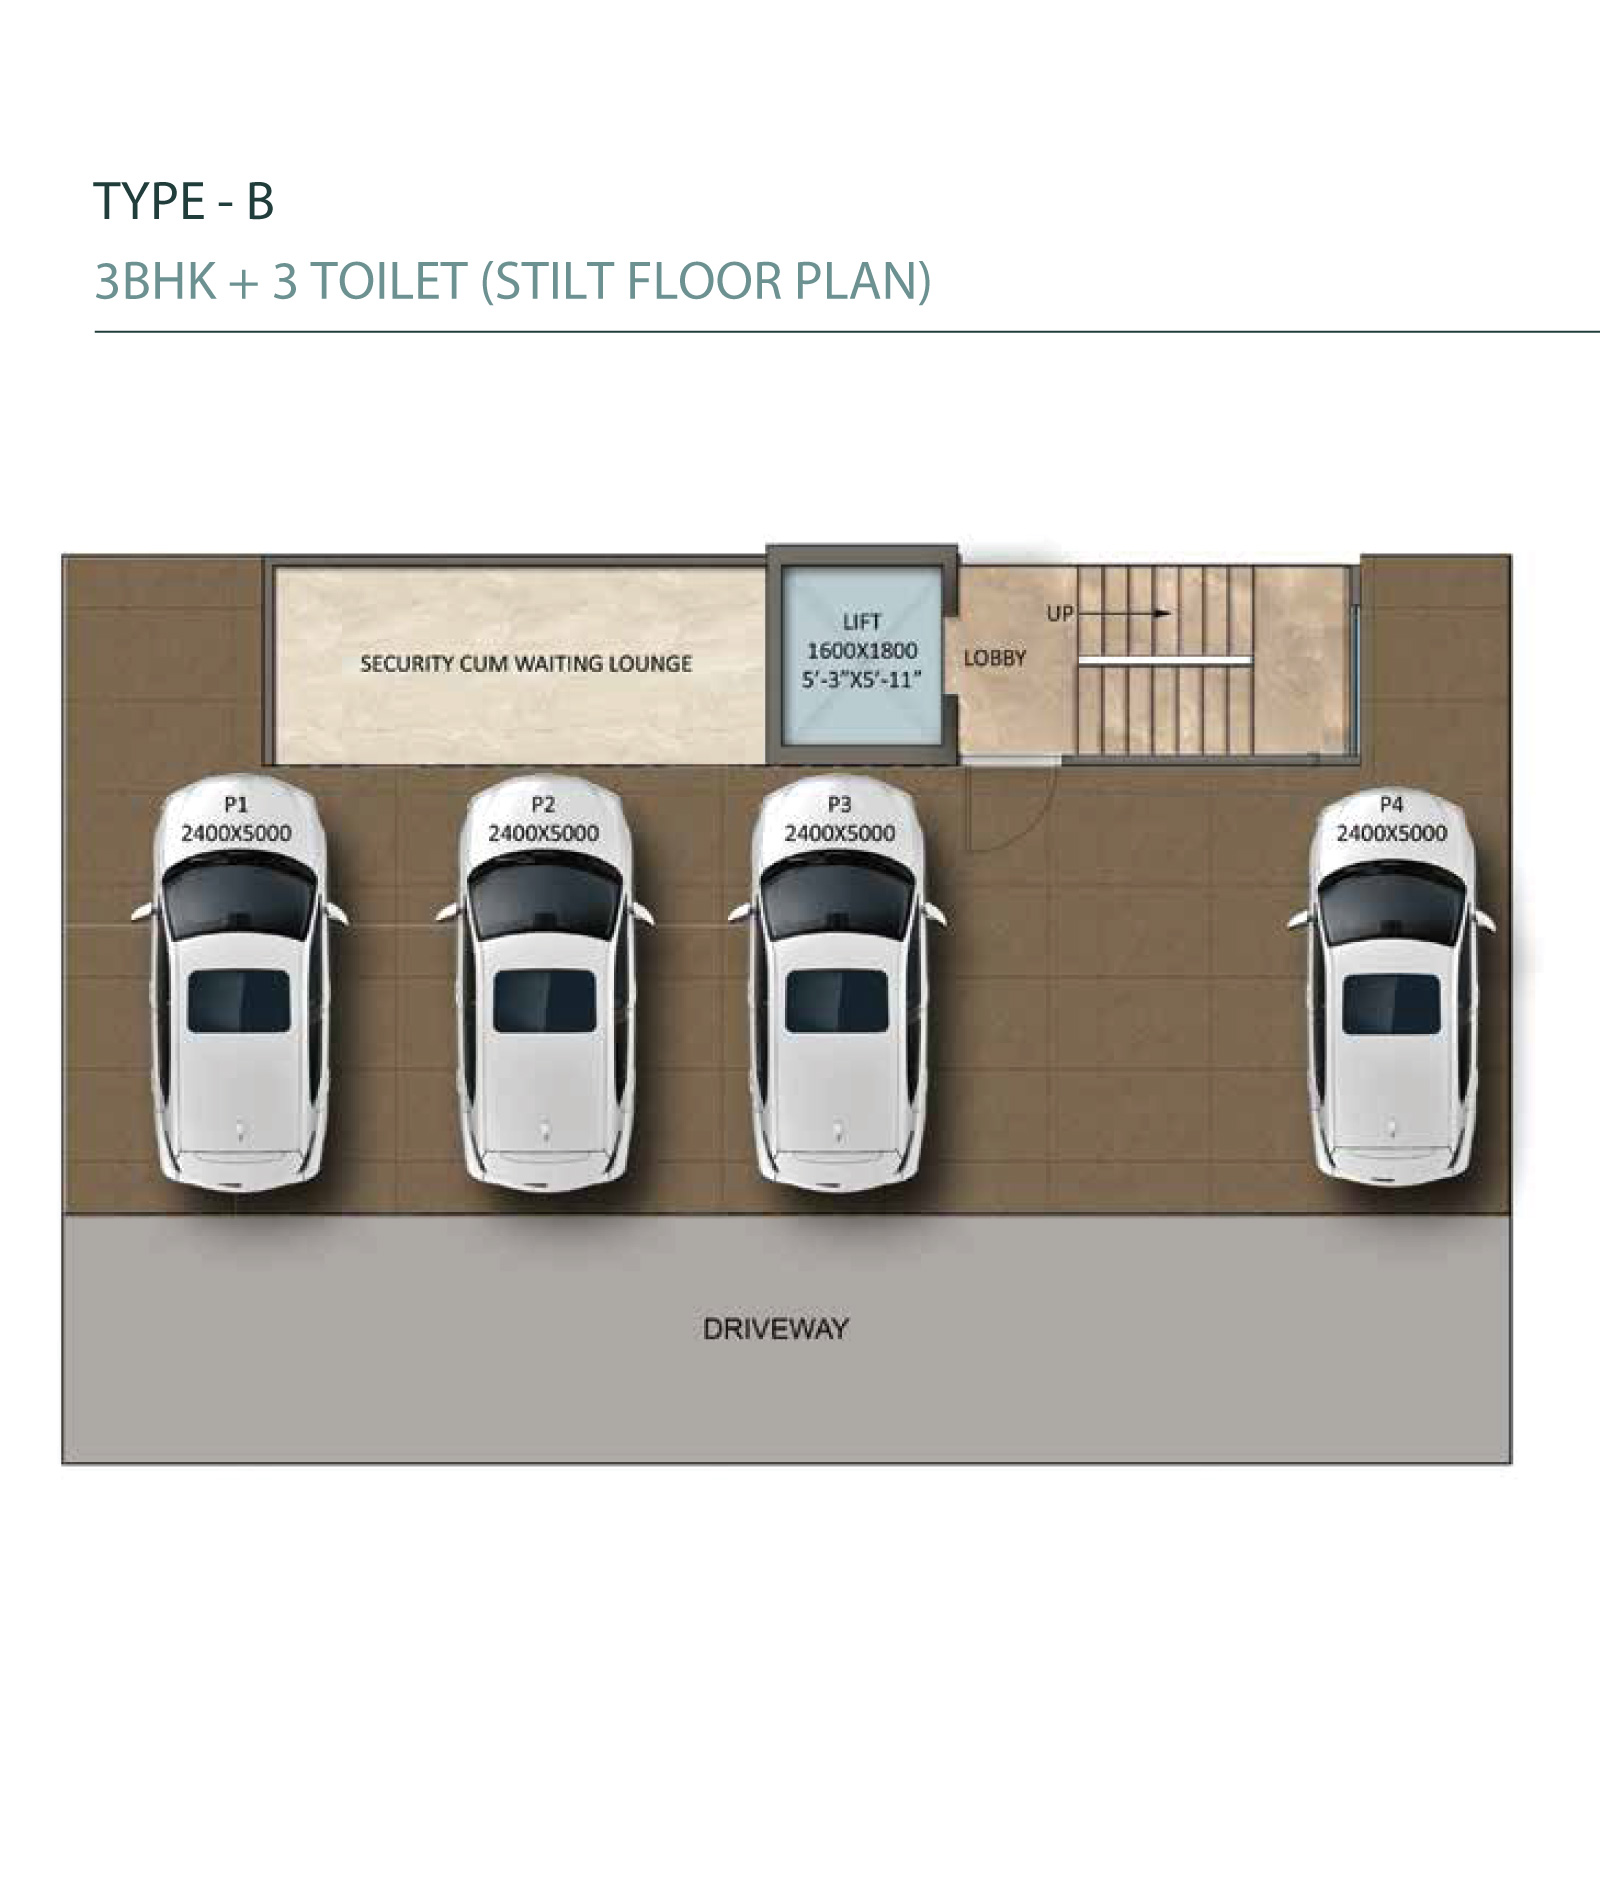 TYPE - B
3BHK + 3 TOILET (STILT FLOOR PLAN)
UP
LIFT
1600X1800
5'-3"X5'-11"
LOBBY
SECURITY CUM WAITING LOUNGE
P1
2400X5000
P2
2400X5000
P3
2400X5000
P4
2400X5000
DRIVEWAY